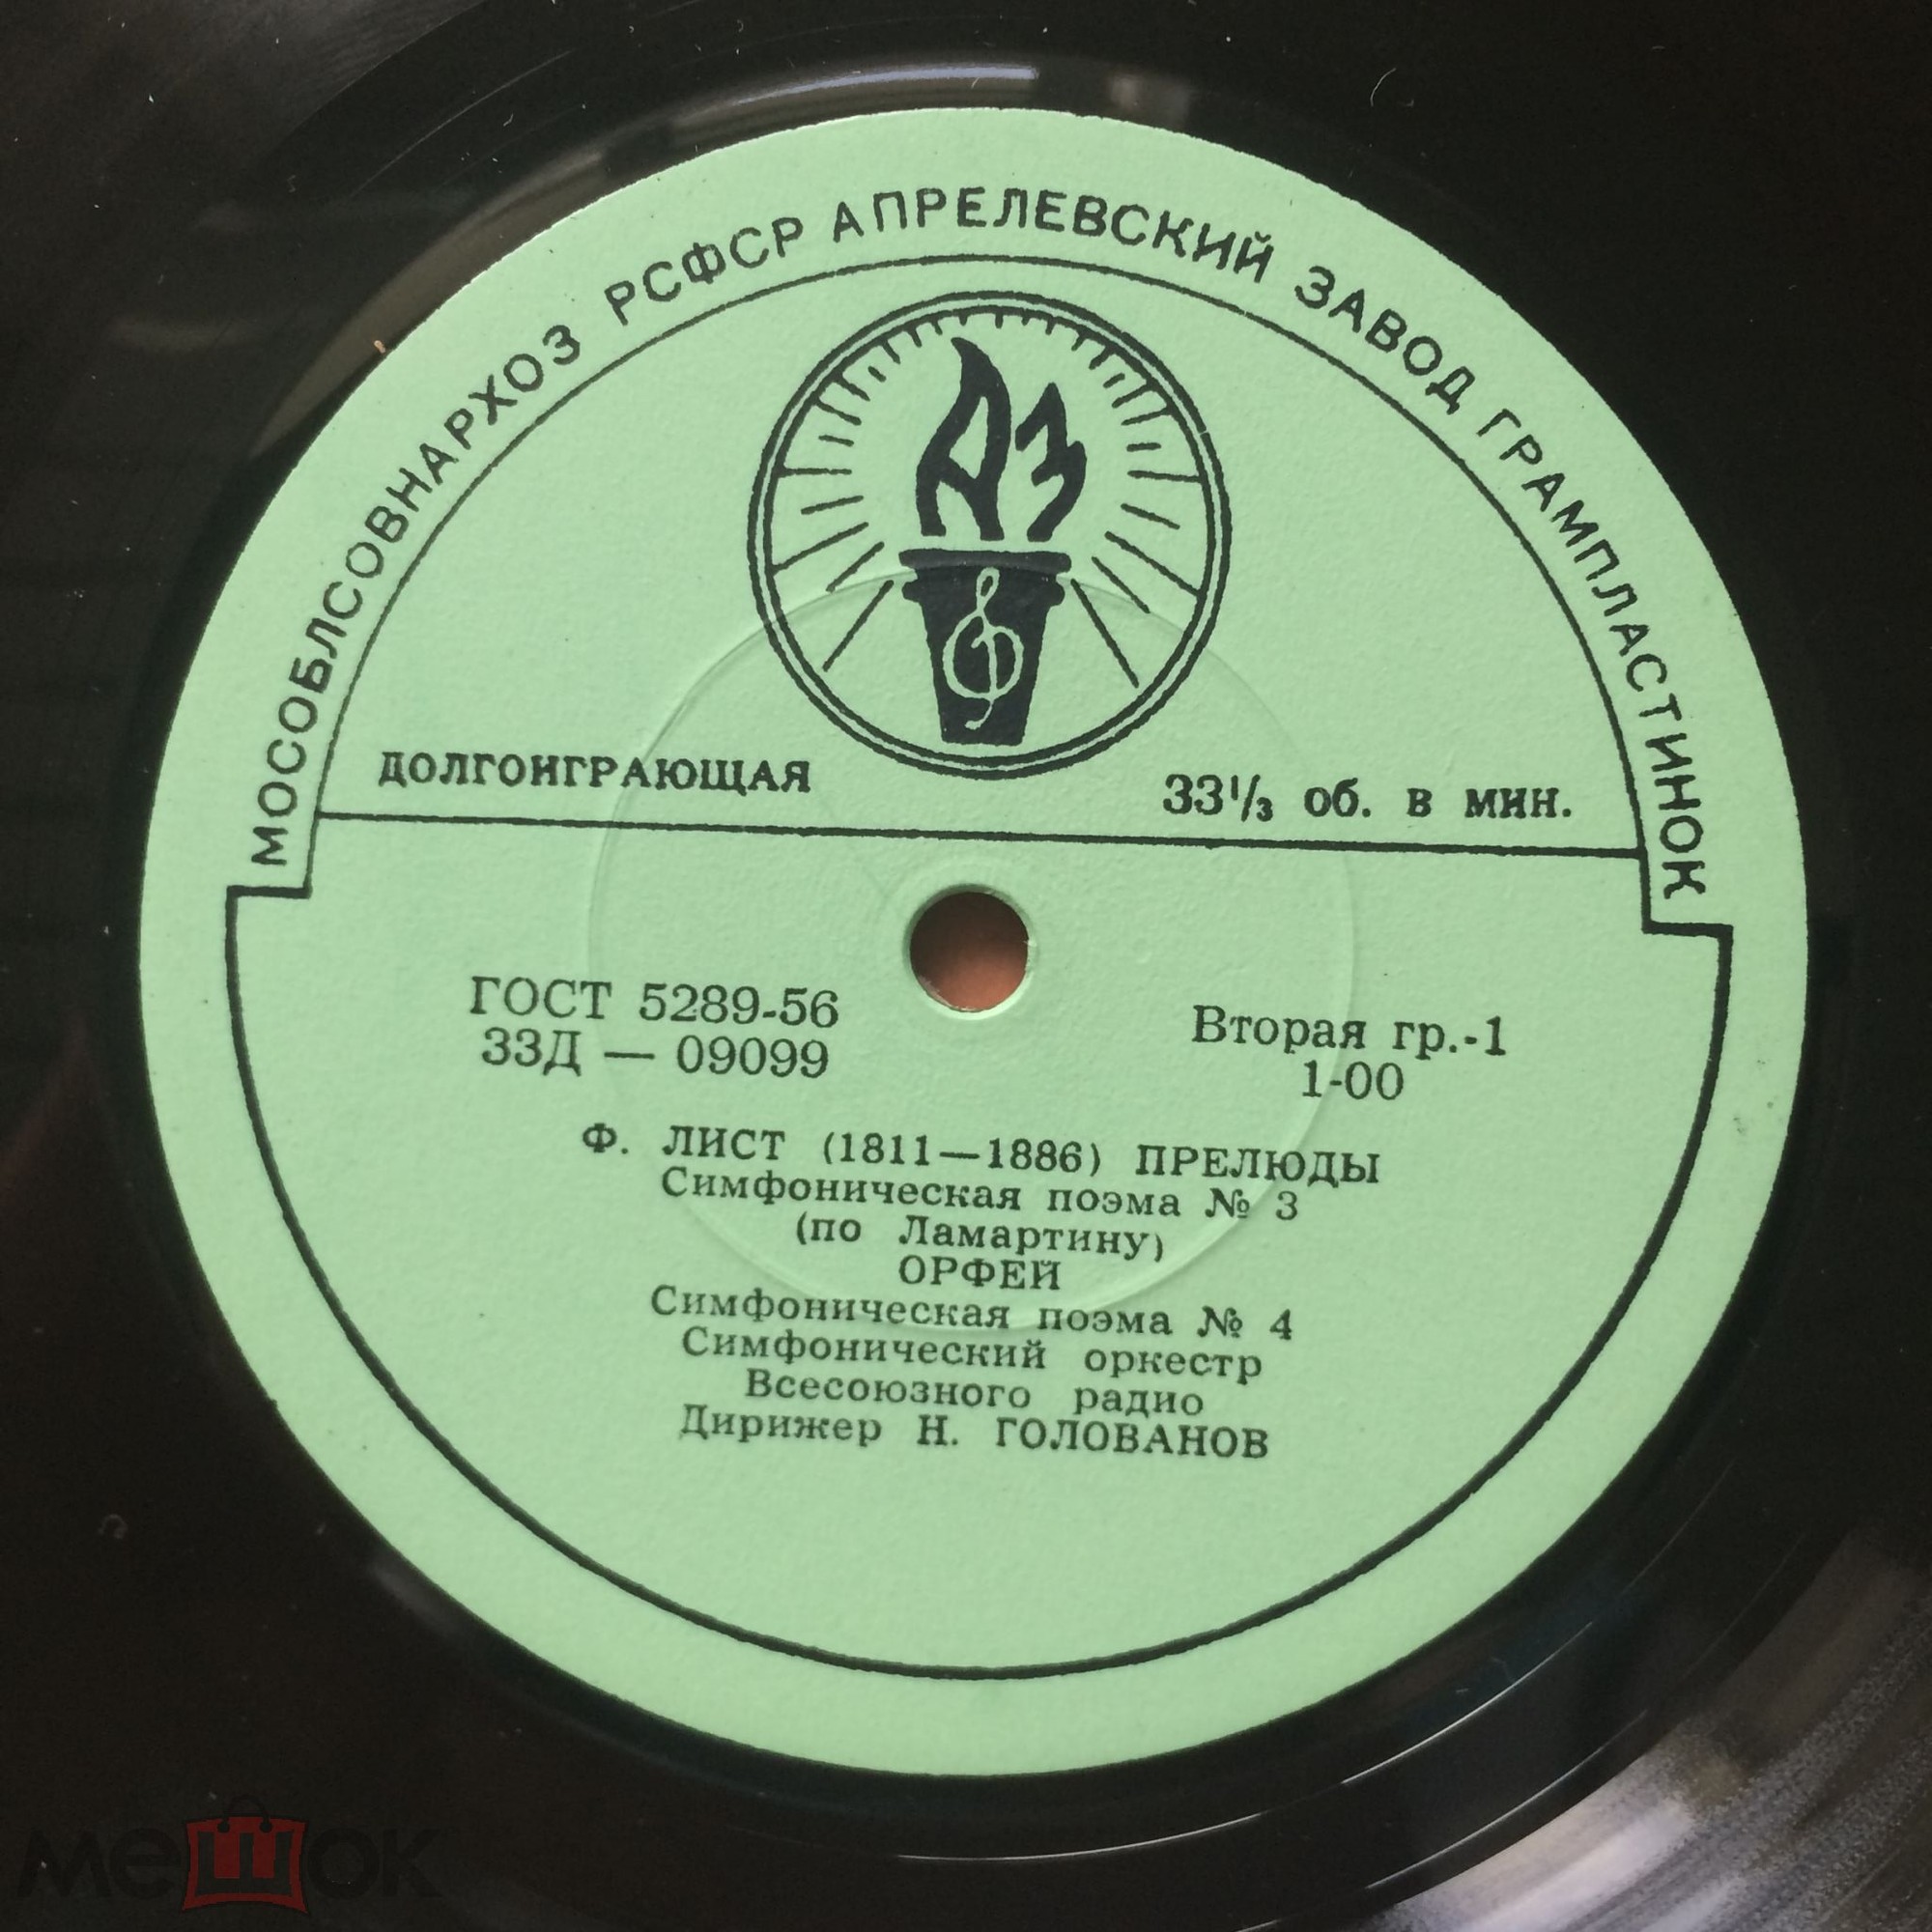 МОСОБЛСОВНАРХОЗ РСФСР АПРЕЛЕВСКИЙ ЗАВОД ГРАМПЛАСТИНОК
АЗ
ДОЛГОИГРАЮЩАЯ
33⅓ об. в мин.
ГОСТ 5289-56
33Д — 09099
Вторая гр.-1
1-00
Ф. ЛИСТ (1811—1886) ПРЕЛЮДЫ
Симфоническая поэма № 3
(по Ламартину)
ОРФЕЙ
Симфоническая поэма № 4
Симфонический оркестр
Всесоюзного радио
Дирижер Н. ГОЛОВАНОВ
мешок